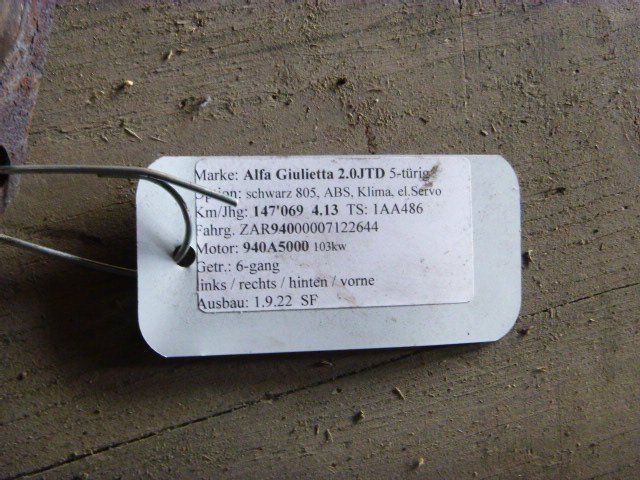 Marke: Alfa Giulietta 2.0JTD 5-türig
Option: schwarz 805, ABS, Klima, el.Servo
Km/Jhg: 147'069 4.13 TS: 1AA486
Fahrg. ZAR94000007122644
Motor: 940A5000 103kw
Getr.: 6-gang
links / rechts / hinten / vorne
Ausbau: 1.9.22 SF